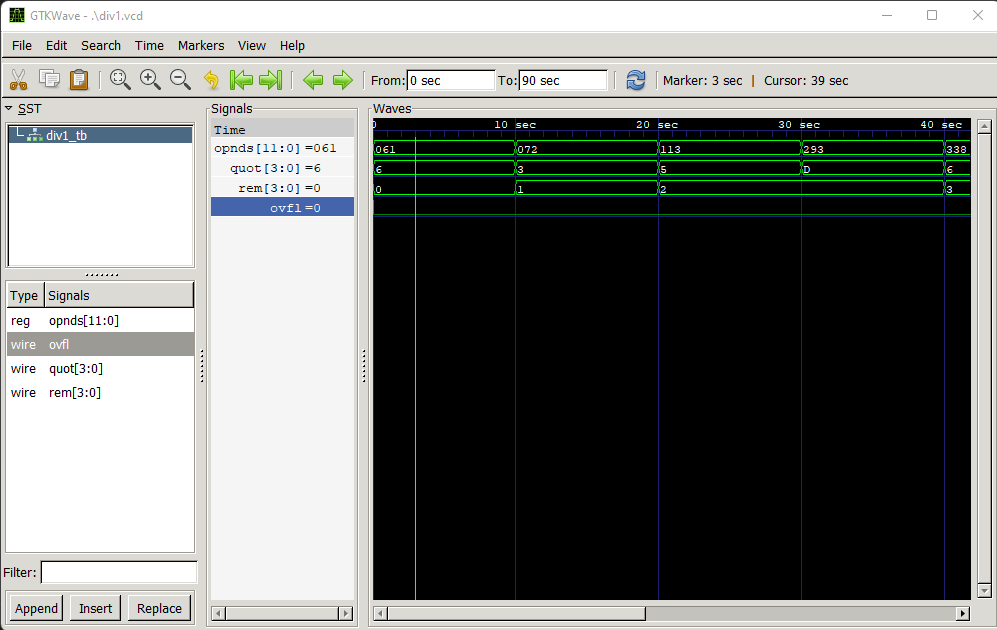 GTKWave - .\div1.vcd
File Edit Search Time Markers View Help
From: 0 sec To: 90 sec Marker: 3 sec | Cursor: 39 sec
SST
div1_tb
Type Signals
reg opnds[11:0]
wire ovfl
wire quot[3:0]
wire rem[3:0]
Filter:
Append Insert Replace
Signals
Time
opnds[11:0] =061
quot[3:0] =6
rem[3:0] =0
ovfl =0
Waves
0 10 sec 20 sec 30 sec 40 sec
061 072 113 293 338
6 3 5 D 6
0 1 2 3